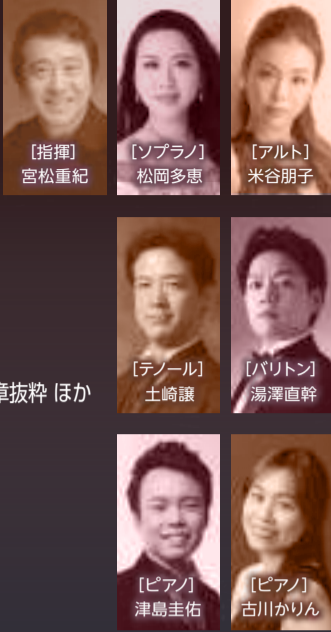 [指揮]
宮松重紀
[ソプラノ]
松岡多恵
[アルト]
米谷朋子
[テノール]
土崎譲
[バリトン]
湯澤直幹
章抜粋 ほか
[ピアノ]
津島圭佑
[ピアノ]
古川かりん